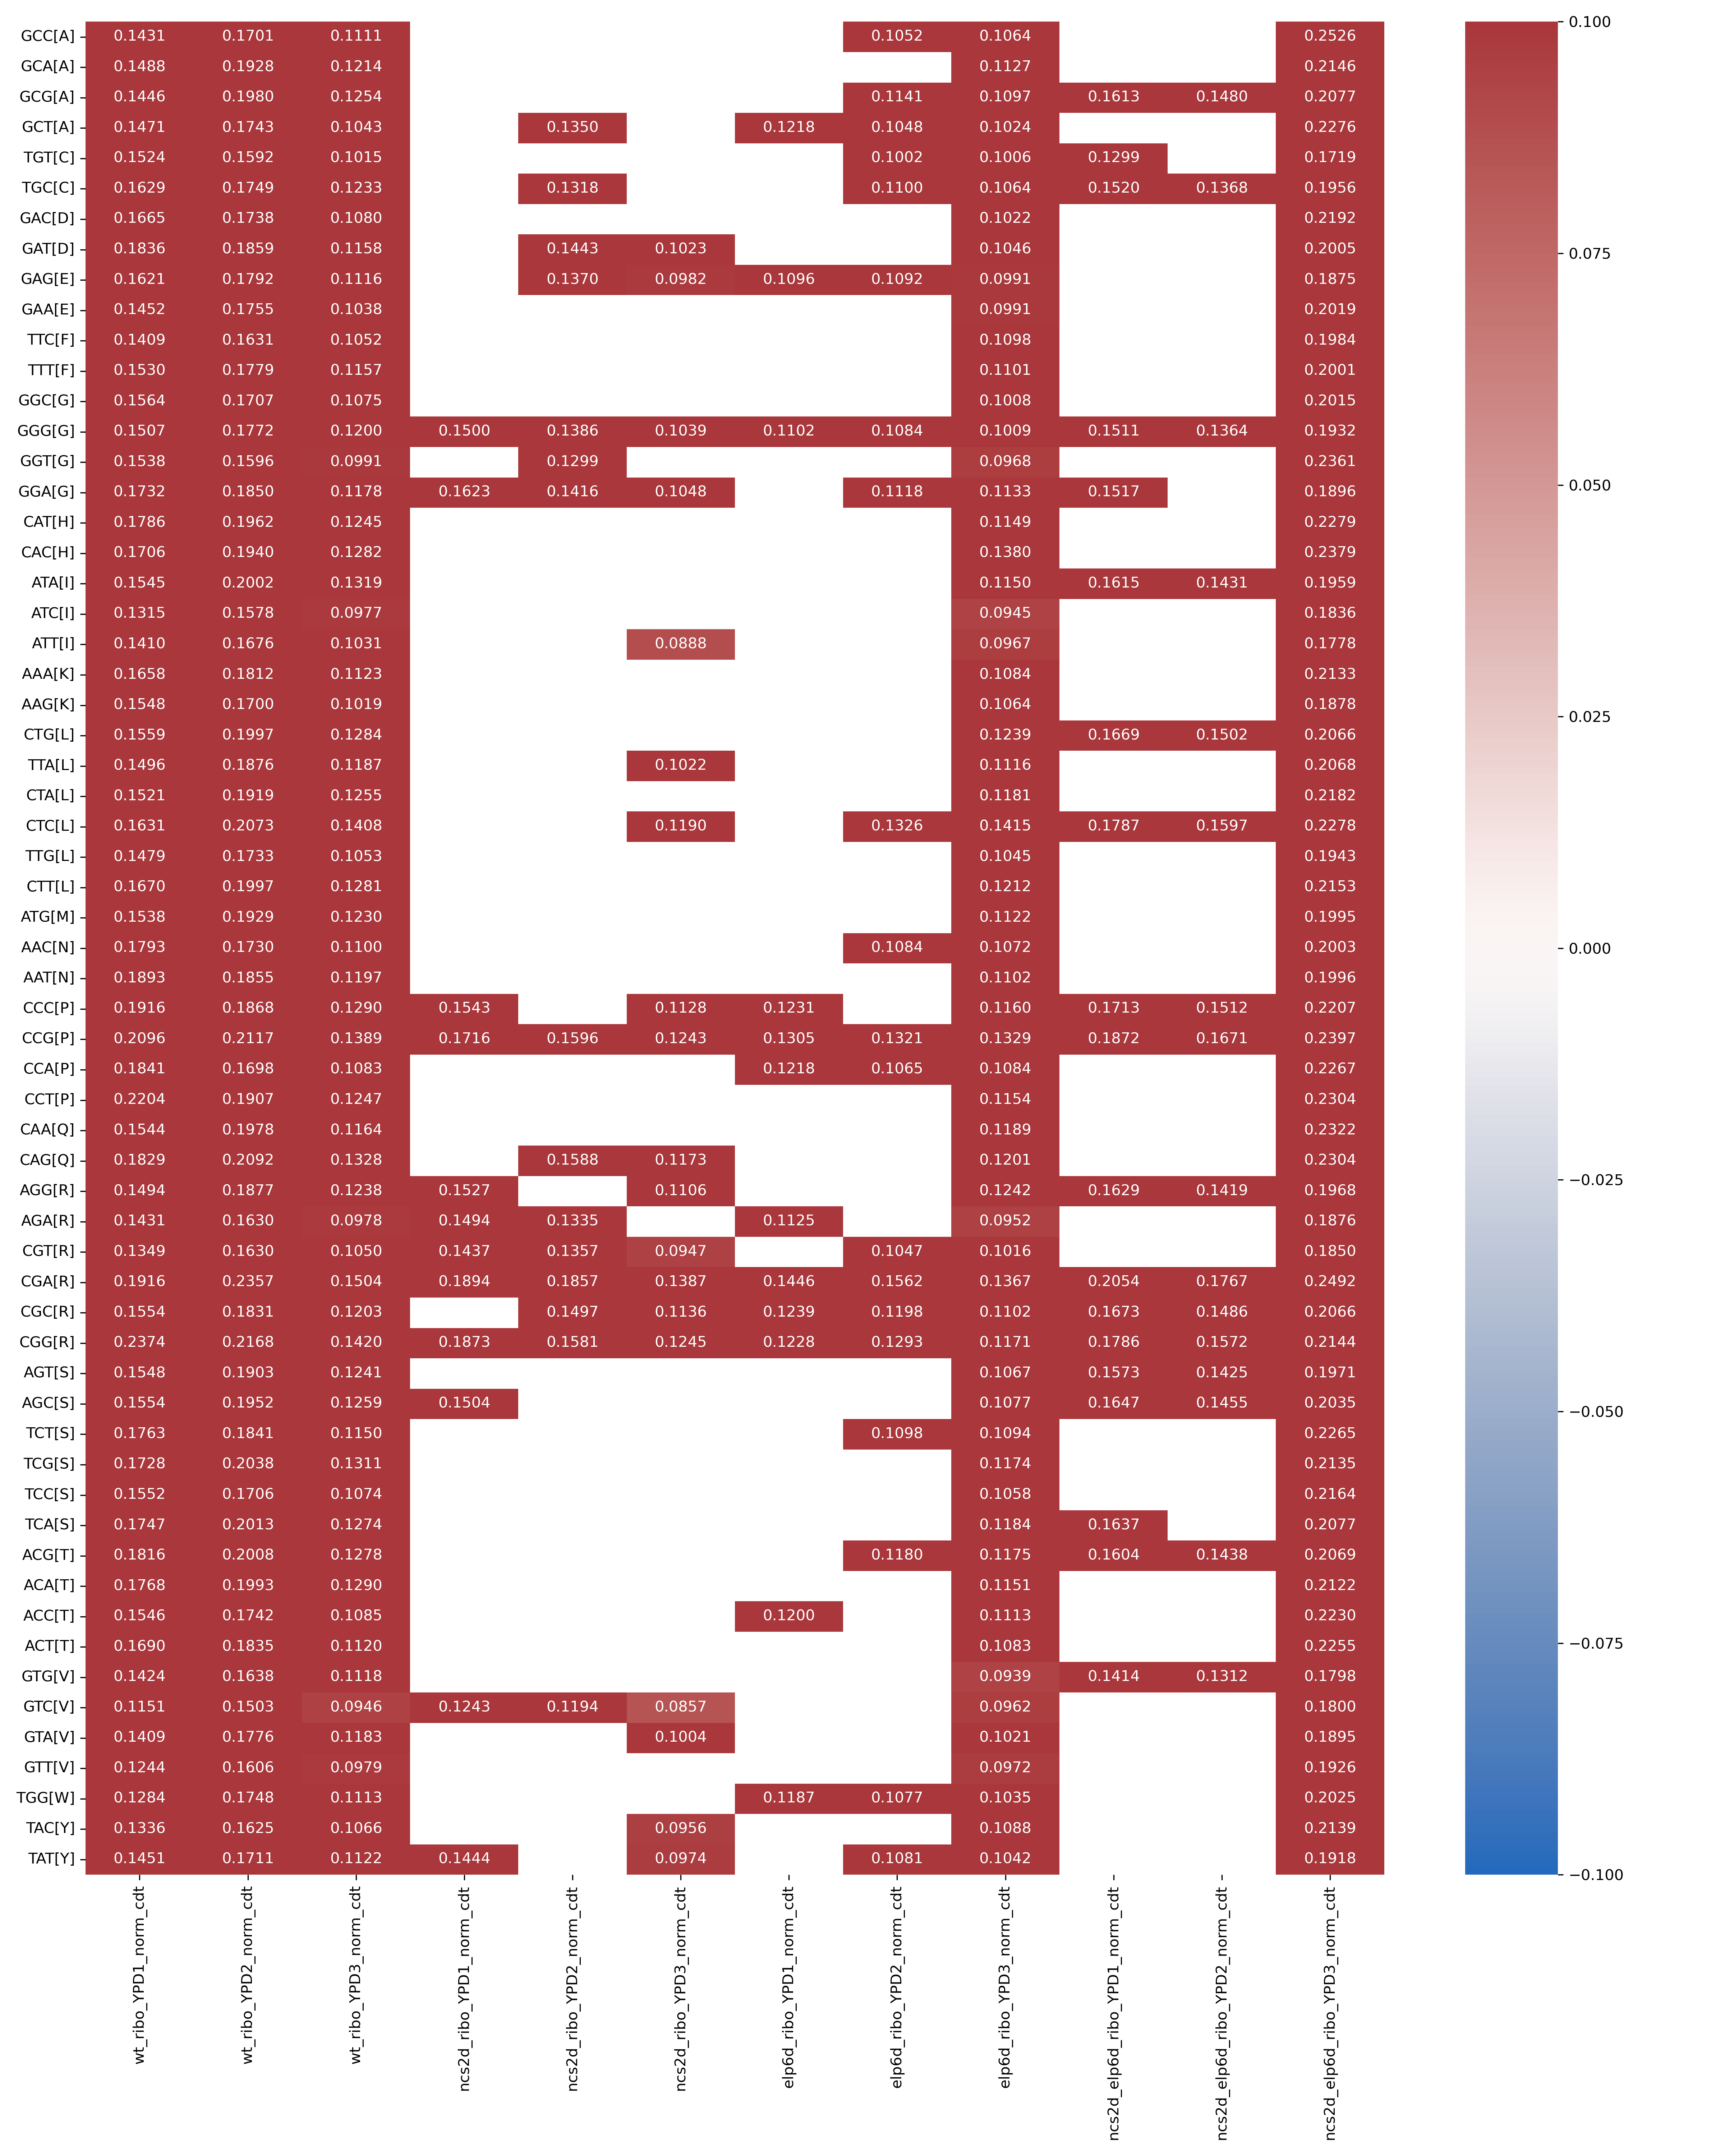 GCC[A] 0.1431 0.1701 0.1111 0.1052 0.1064 0.2526
GCA[A] 0.1488 0.1928 0.1214 0.1127 0.2146
GCG[A] 0.1446 0.1980 0.1254 0.1141 0.1097 0.1613 0.1480 0.2077
GCT[A] 0.1471 0.1743 0.1043 0.1350 0.1218 0.1048 0.1024 0.2276
TGT[C] 0.1524 0.1592 0.1015 0.1002 0.1006 0.1299 0.1719
TGC[C] 0.1629 0.1749 0.1233 0.1318 0.1100 0.1064 0.1520 0.1368 0.1956
GAC[D] 0.1665 0.1738 0.1080 0.1022 0.2192
GAT[D] 0.1836 0.1859 0.1158 0.1443 0.1023 0.1046 0.2005
GAG[E] 0.1621 0.1792 0.1116 0.1370 0.0982 0.1096 0.1092 0.0991 0.1875
GAA[E] 0.1452 0.1755 0.1038 0.0991 0.2019
TTC[F] 0.1409 0.1631 0.1052 0.1098 0.1984
TTT[F] 0.1530 0.1779 0.1157 0.1101 0.2001
GGC[G] 0.1564 0.1707 0.1075 0.1008 0.2015
GGG[G] 0.1507 0.1772 0.1200 0.1500 0.1386 0.1039 0.1102 0.1084 0.1009 0.1511 0.1364 0.1932
GGT[G] 0.1538 0.1596 0.0991 0.1299 0.0968 0.2361
GGA[G] 0.1732 0.1850 0.1178 0.1623 0.1416 0.1048 0.1118 0.1133 0.1517 0.1896
CAT[H] 0.1786 0.1962 0.1245 0.1149 0.2279
CAC[H] 0.1706 0.1940 0.1282 0.1380 0.2379
ATA[I] 0.1545 0.2002 0.1319 0.1150 0.1615 0.1431 0.1959
ATC[I] 0.1315 0.1578 0.0977 0.0945 0.1836
ATT[I] 0.1410 0.1676 0.1031 0.0888 0.0967 0.1778
AAA[K] 0.1658 0.1812 0.1123 0.1084 0.2133
AAG[K] 0.1548 0.1700 0.1019 0.1064 0.1878
CTG[L] 0.1559 0.1997 0.1284 0.1239 0.1669 0.1502 0.2066
TTA[L] 0.1496 0.1876 0.1187 0.1022 0.1116 0.2068
CTA[L] 0.1521 0.1919 0.1255 0.1181 0.2182
CTC[L] 0.1631 0.2073 0.1408 0.1190 0.1326 0.1415 0.1787 0.1597 0.2278
TTG[L] 0.1479 0.1733 0.1053 0.1045 0.1943
CTT[L] 0.1670 0.1997 0.1281 0.1212 0.2153
ATG[M] 0.1538 0.1929 0.1230 0.1122 0.1995
AAC[N] 0.1793 0.1730 0.1100 0.1084 0.1072 0.2003
AAT[N] 0.1893 0.1855 0.1197 0.1102 0.1996
CCC[P] 0.1916 0.1868 0.1290 0.1543 0.1128 0.1231 0.1160 0.1713 0.1512 0.2207
CCG[P] 0.2096 0.2117 0.1389 0.1716 0.1596 0.1243 0.1305 0.1321 0.1329 0.1872 0.1671 0.2397
CCA[P] 0.1841 0.1698 0.1083 0.1218 0.1065 0.1084 0.2267
CCT[P] 0.2204 0.1907 0.1247 0.1154 0.2304
CAA[Q] 0.1544 0.1978 0.1164 0.1189 0.2322
CAG[Q] 0.1829 0.2092 0.1328 0.1588 0.1173 0.1201 0.2304
AGG[R] 0.1494 0.1877 0.1238 0.1527 0.1106 0.1242 0.1629 0.1419 0.1968
AGA[R] 0.1431 0.1630 0.0978 0.1494 0.1335 0.1125 0.0952 0.1876
CGT[R] 0.1349 0.1630 0.1050 0.1437 0.1357 0.0947 0.1047 0.1016 0.1850
CGA[R] 0.1916 0.2357 0.1504 0.1894 0.1857 0.1387 0.1446 0.1562 0.1367 0.2054 0.1767 0.2492
CGC[R] 0.1554 0.1831 0.1203 0.1497 0.1136 0.1239 0.1198 0.1102 0.1673 0.1486 0.2066
CGG[R] 0.2374 0.2168 0.1420 0.1873 0.1581 0.1245 0.1228 0.1293 0.1171 0.1786 0.1572 0.2144
AGT[S] 0.1548 0.1903 0.1241 0.1067 0.1573 0.1425 0.1971
AGC[S] 0.1554 0.1952 0.1259 0.1504 0.1077 0.1647 0.1455 0.2035
TCT[S] 0.1763 0.1841 0.1150 0.1098 0.1094 0.2265
TCG[S] 0.1728 0.2038 0.1311 0.1174 0.2135
TCC[S] 0.1552 0.1706 0.1074 0.1058 0.2164
TCA[S] 0.1747 0.2013 0.1274 0.1184 0.1637 0.2077
ACG[T] 0.1816 0.2008 0.1278 0.1180 0.1175 0.1604 0.1438 0.2069
ACA[T] 0.1768 0.1993 0.1290 0.1151 0.2122
ACC[T] 0.1546 0.1742 0.1085 0.1200 0.1113 0.2230
ACT[T] 0.1690 0.1835 0.1120 0.1083 0.2255
GTG[V] 0.1424 0.1638 0.1118 0.0939 0.1414 0.1312 0.1798
GTC[V] 0.1151 0.1503 0.0946 0.1243 0.1194 0.0857 0.0962 0.1800
GTA[V] 0.1409 0.1776 0.1183 0.1004 0.1021 0.1895
GTT[V] 0.1244 0.1606 0.0979 0.0972 0.1926
TGG[W] 0.1284 0.1748 0.1113 0.1187 0.1077 0.1035 0.2025
TAC[Y] 0.1336 0.1625 0.1066 0.0956 0.1088 0.2139
TAT[Y] 0.1451 0.1711 0.1122 0.1444 0.0974 0.1081 0.1042 0.1918
wt_ribo_YPD1_norm_cdt
wt_ribo_YPD2_norm_cdt
wt_ribo_YPD3_norm_cdt
ncs2d_ribo_YPD1_norm_cdt
ncs2d_ribo_YPD2_norm_cdt
ncs2d_ribo_YPD3_norm_cdt
elp6d_ribo_YPD1_norm_cdt
elp6d_ribo_YPD2_norm_cdt
elp6d_ribo_YPD3_norm_cdt
ncs2d_elp6d_ribo_YPD1_norm_cdt
ncs2d_elp6d_ribo_YPD2_norm_cdt
ncs2d_elp6d_ribo_YPD3_norm_cdt
0.100
0.075
0.050
0.025
0.000
−0.025
−0.050
−0.075
−0.100